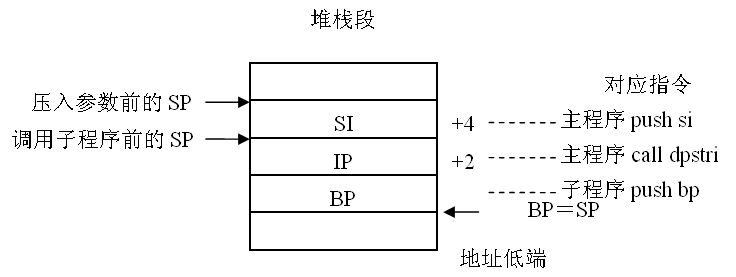 堆栈段
对应指令
压入参数前的 SP
SI +4 ------- 主程序 push si
调用子程序前的 SP
IP +2 ------- 主程序 call dpstri
BP ------- 子程序 push bp
BP＝SP
地址低端